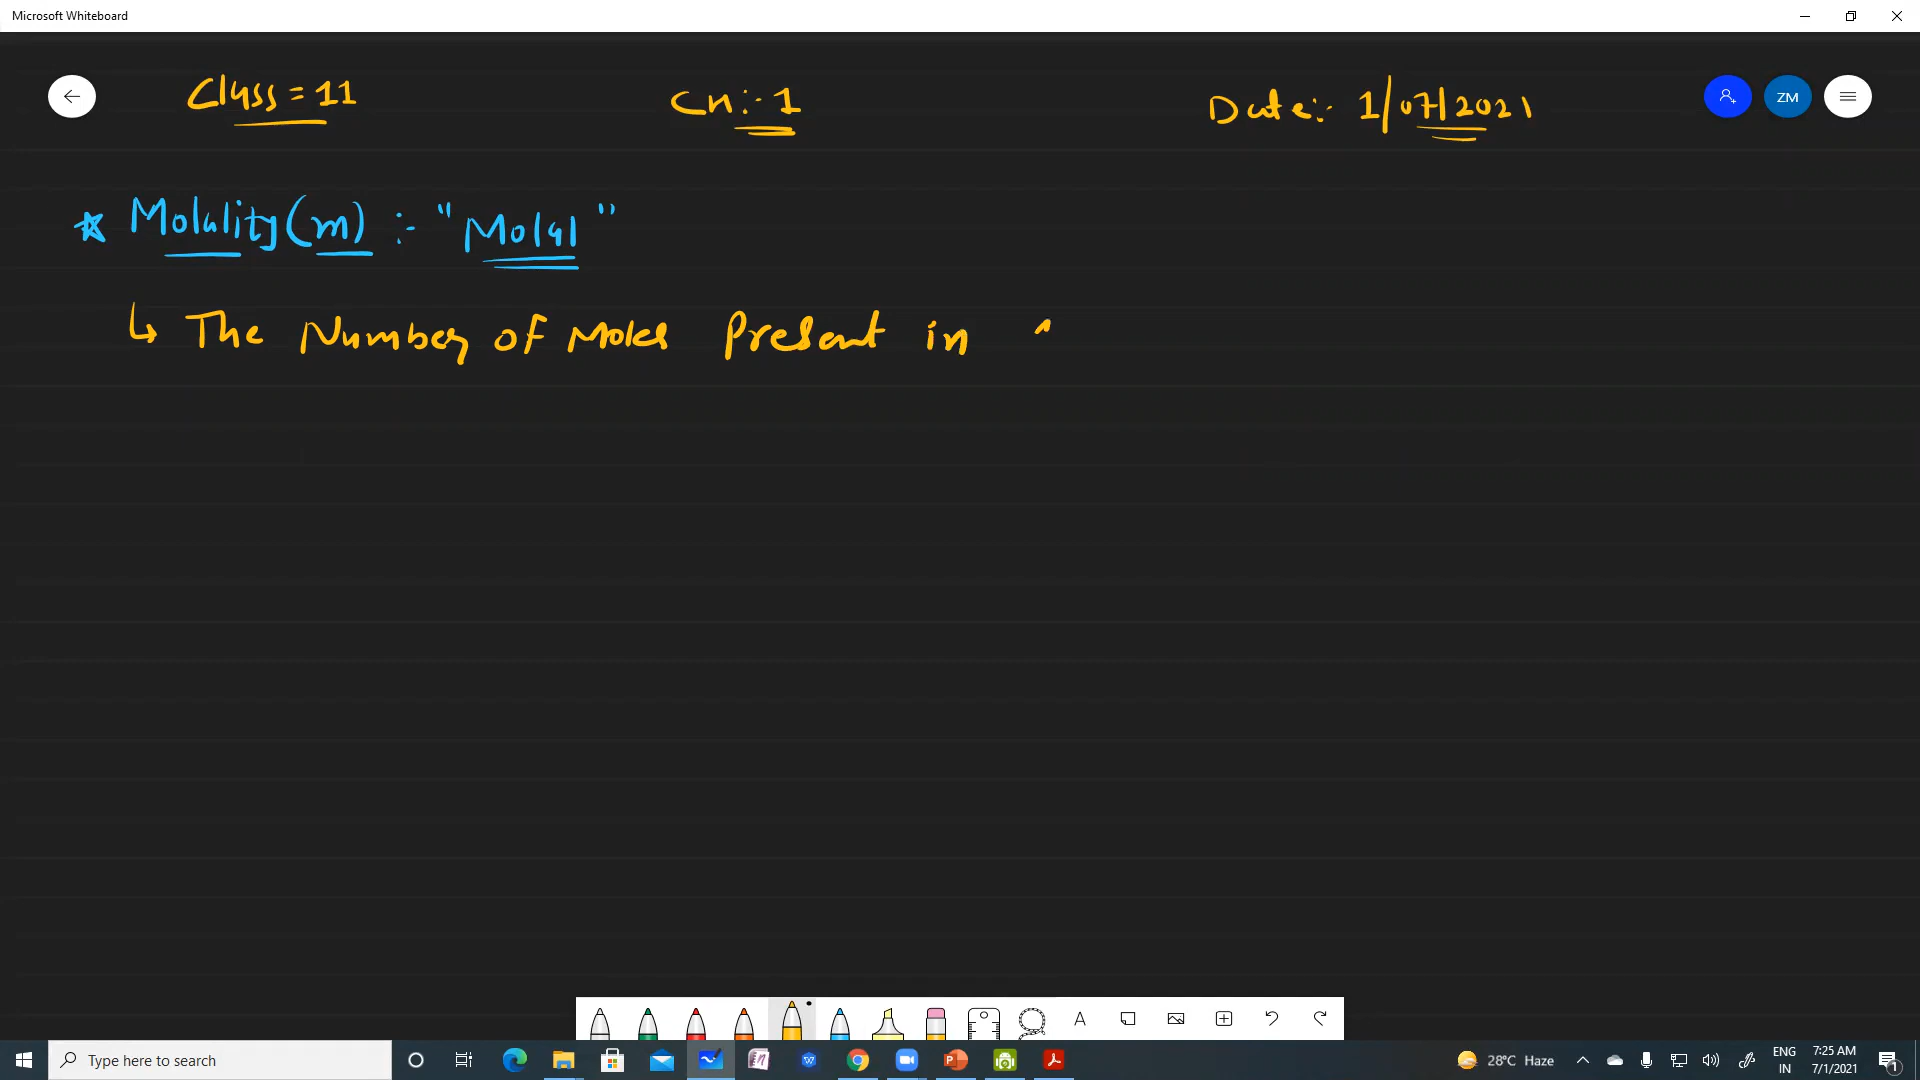 Microsoft Whiteboard
Class = 11
Ch :- 1
Date :- 1/07/2021
ZM
* Molality (m) :- "Molal"
↳ The Number of Moles Present in
A
Type here to search
28°C Haze
ENG
IN
7:25 AM
7/1/2021
1